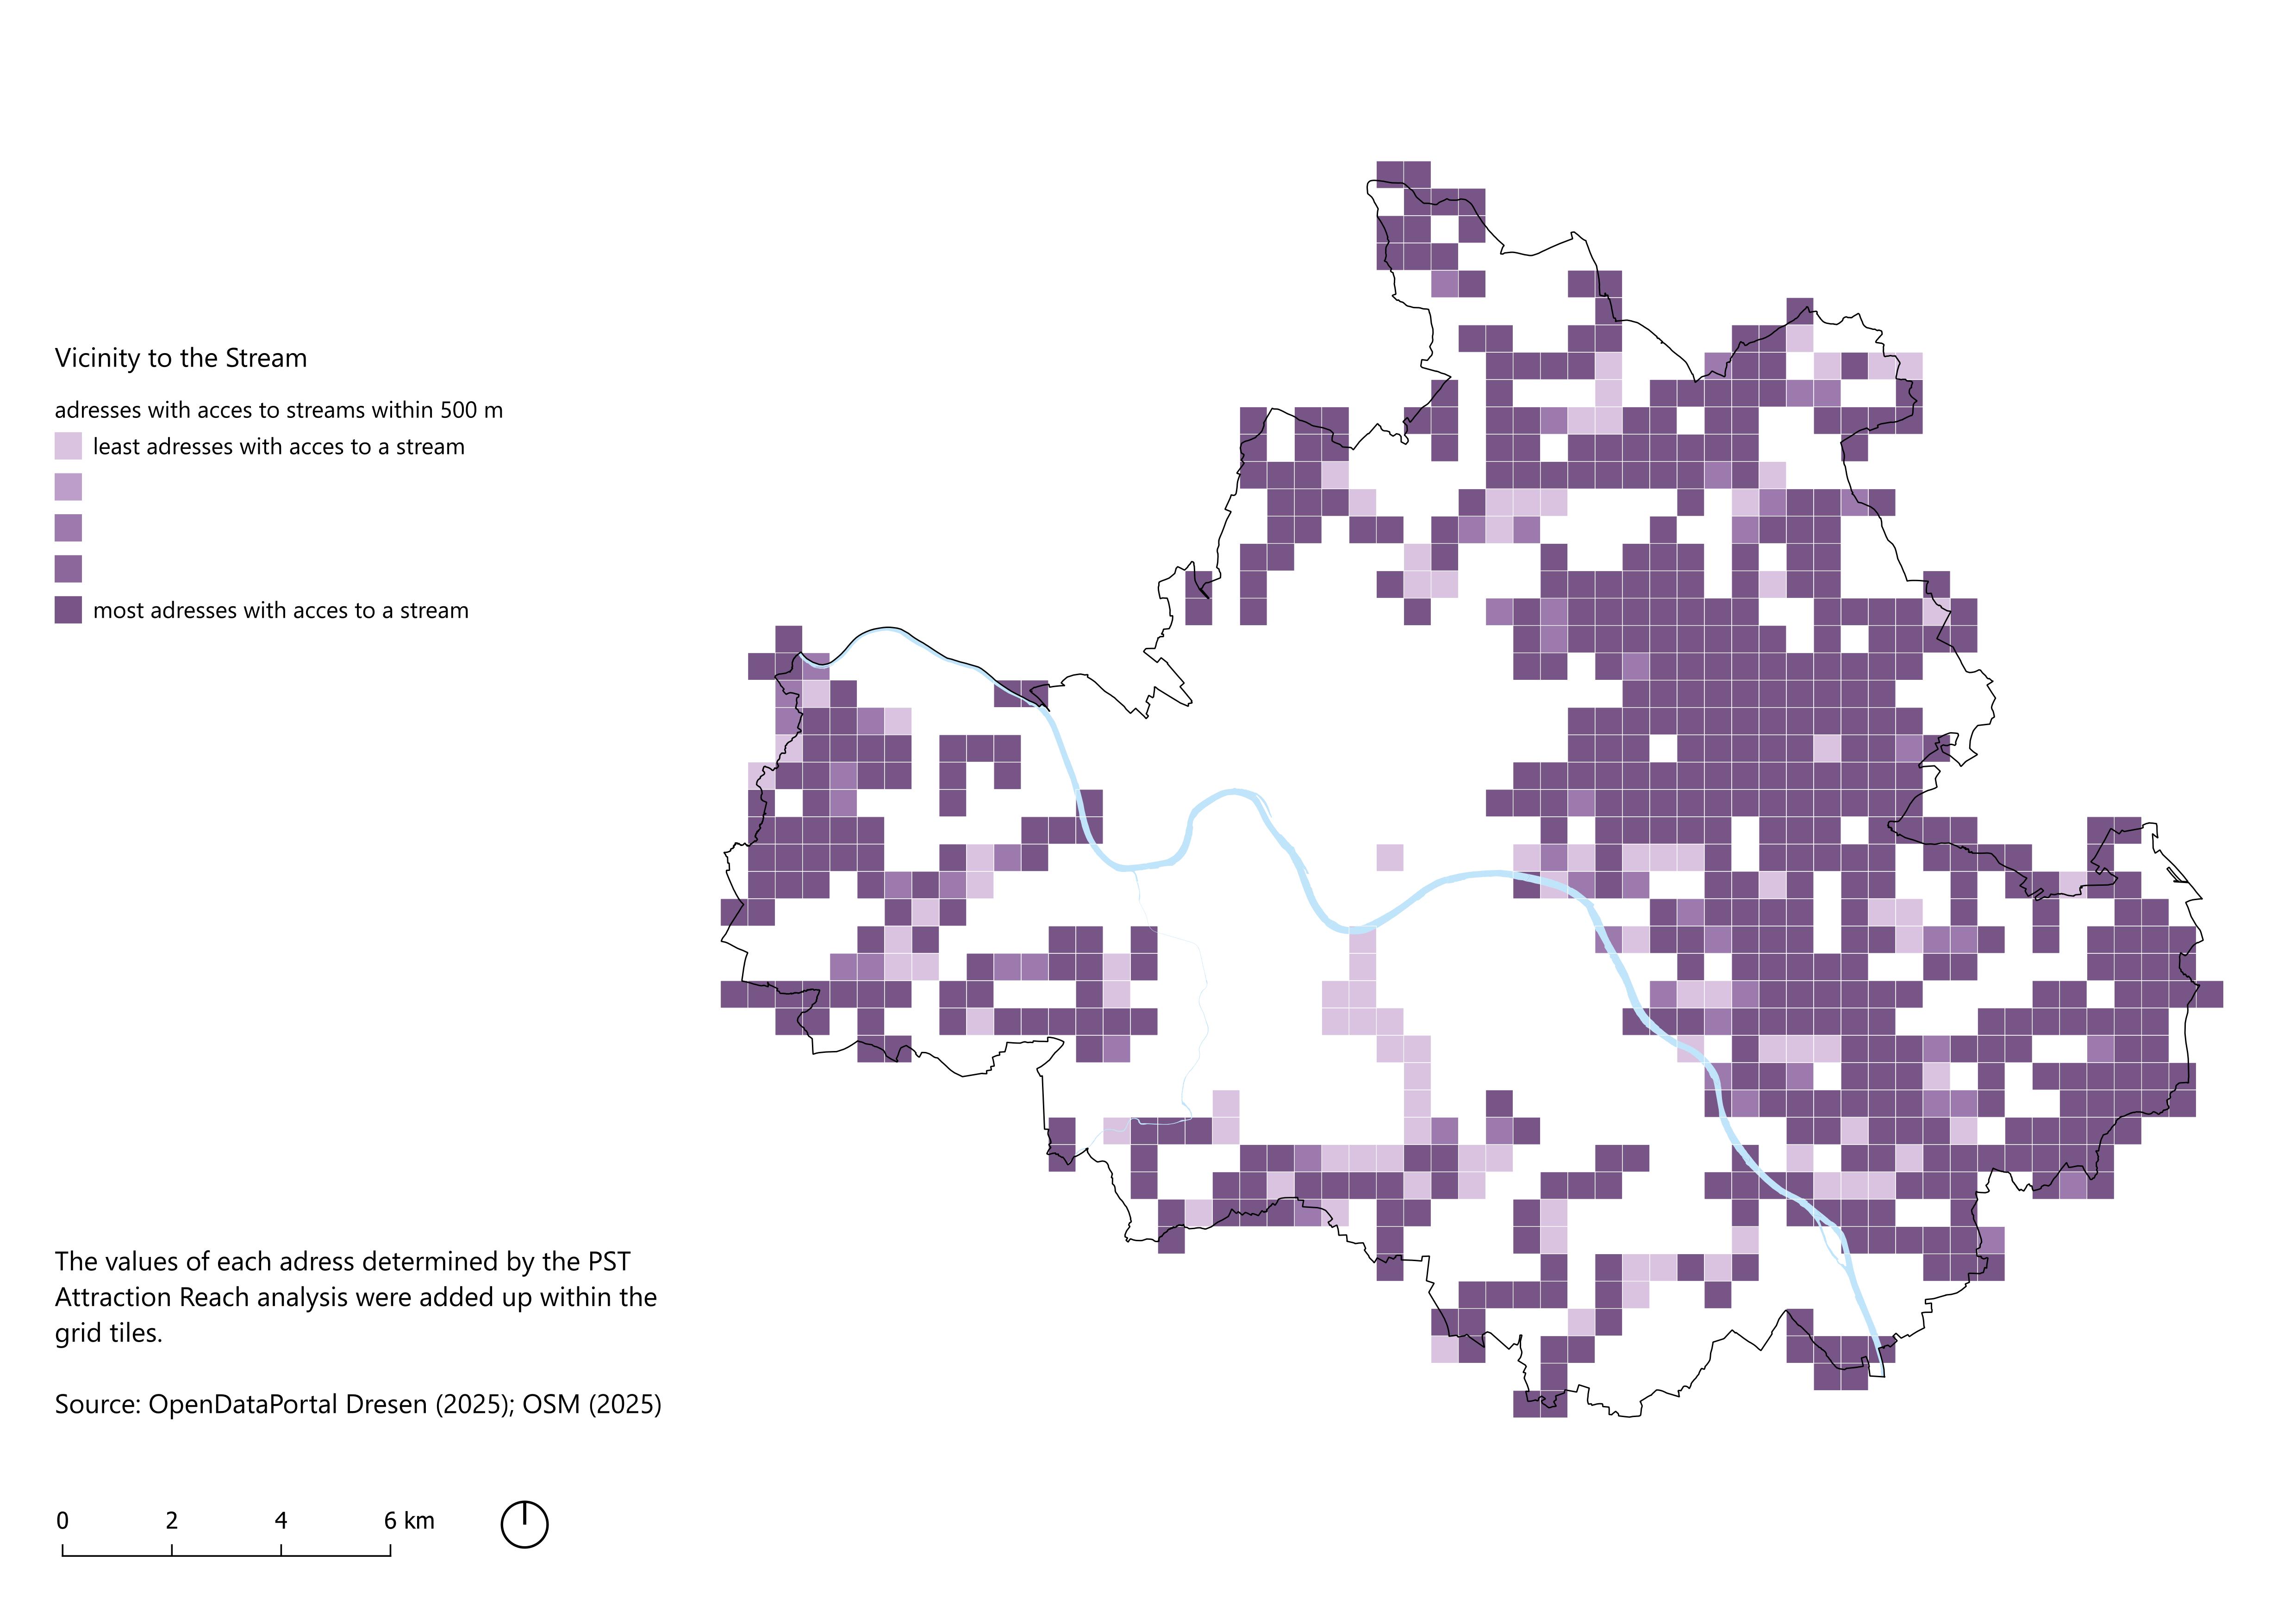 Vicinity to the Stream
adresses with acces to streams within 500 m
least adresses with acces to a stream
most adresses with acces to a stream
The values of each adress determined by the PST
Attraction Reach analysis were added up within the
grid tiles.
Source: OpenDataPortal Dresen (2025); OSM (2025)
0 2 4 6 km